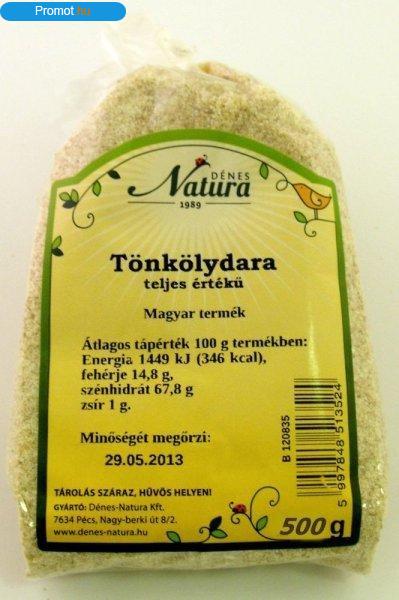 Promot.hu
DÉNES
Natura
1989
Tönkölydara
teljes értékü
Magyar termék
Átlagos tápérték 100 g termékben:
Energia 1449 kJ (346 kcal),
fehérje 14,8 g,
szénhidrát 67,8 g
zsír 1 g.
Minőségét megőrzi:
29.05.2013
B 120835
5 997848 513524
TÁROLÁS SZÁRAZ, HŰVÖS HELYEN!
GYÁRTÓ: Dénes-Natura Kft.
7634 Pécs, Nagy-berki út 8/2.
www.denes-natura.hu
500 g